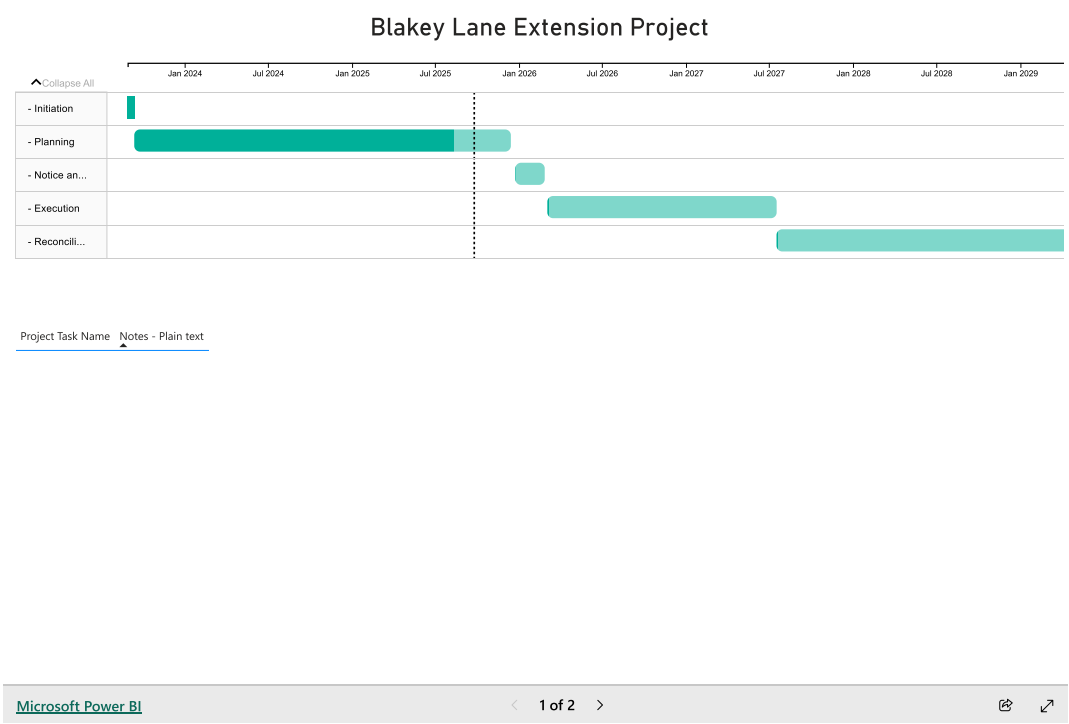 Blakey Lane Extension Project
Jan 2024 Jul 2024 Jan 2025 Jul 2025 Jan 2026 Jul 2026 Jan 2027 Jul 2027 Jan 2028 Jul 2028 Jan 2029
Collapse All
- Initiation
- Planning
- Notice an...
- Execution
- Reconcili...
Project Task Name Notes - Plain text
Microsoft Power BI 1 of 2